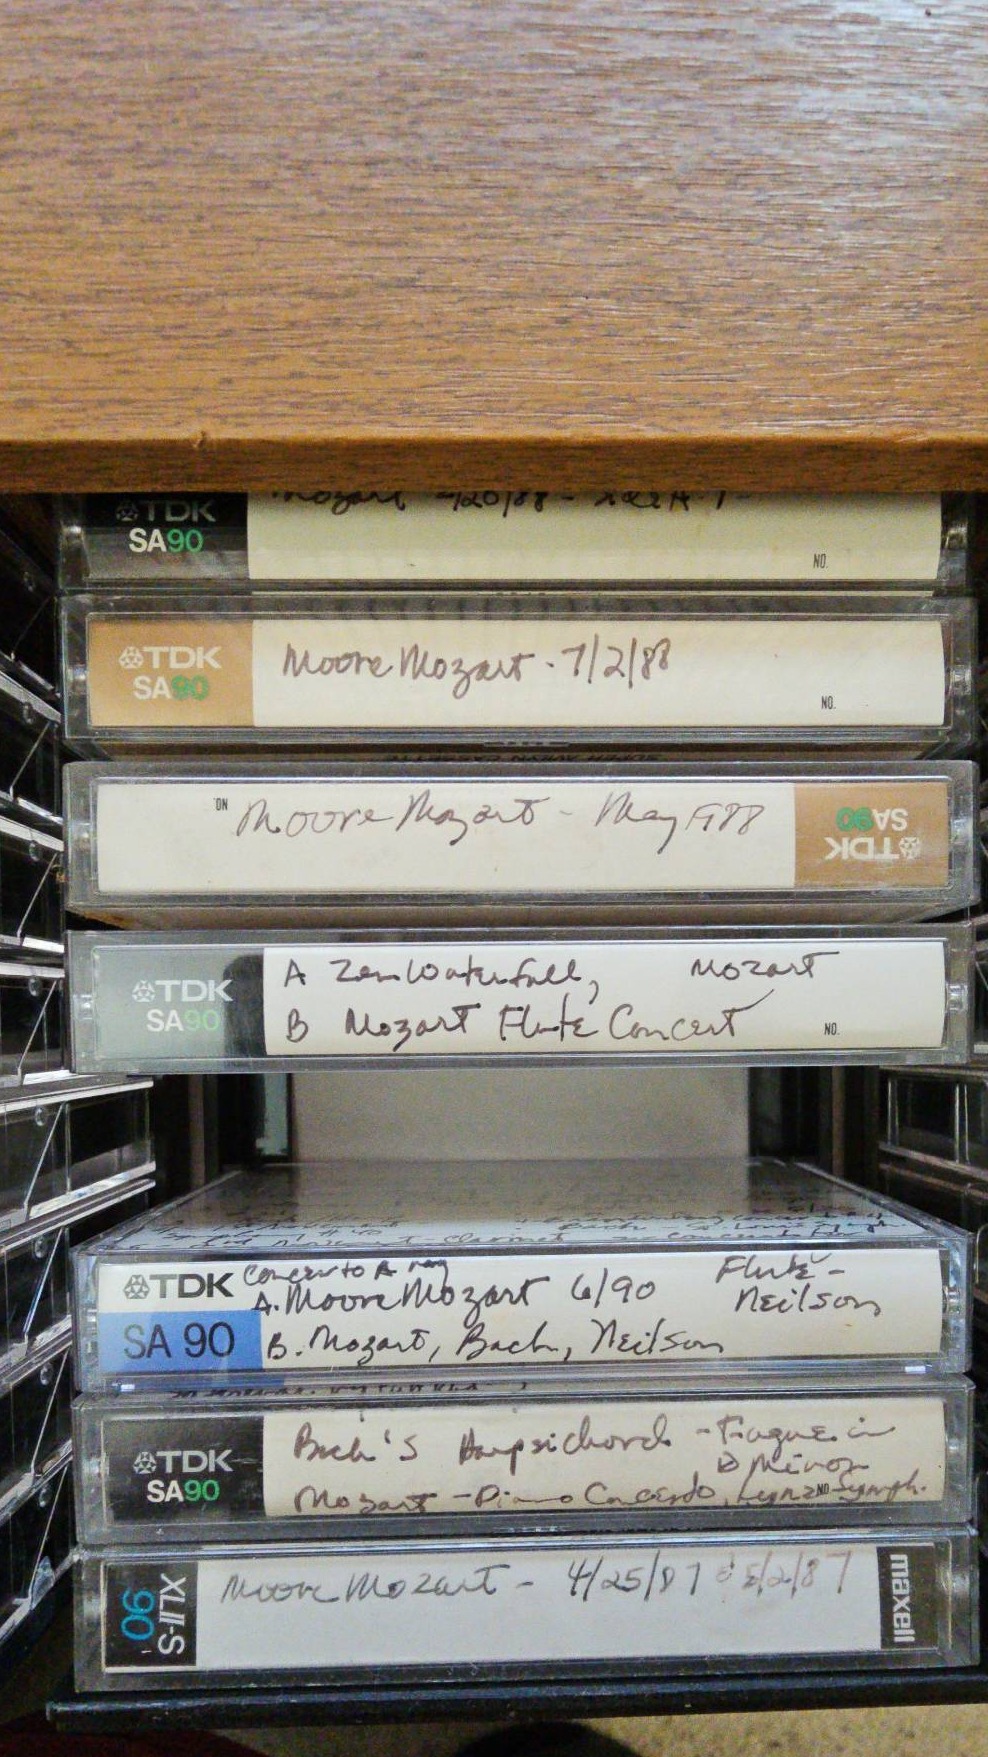 TDK
SA90
Mozart
NO.
TDK
SA90
Moore Mozart - 7/2/88
NO.
NO.
Moore Mozart - May 1988
TDK
SA90
TDK
SA90
A Zen Waterfall, Mozart
B Mozart Flute Concert
NO.
TDK
SA 90
Concerto A
A. Moore Mozart 6/90
Flute -
Neilson
B. Mozart, Bach, Neilson
TDK
SA90
Bach's Harpsichord - Fugue in
D Minor
Mozart - Piano Concerto, Symph.
NO.
XLII-S
90
Moore Mozart - 4/25/87 & 5/2/87
maxell